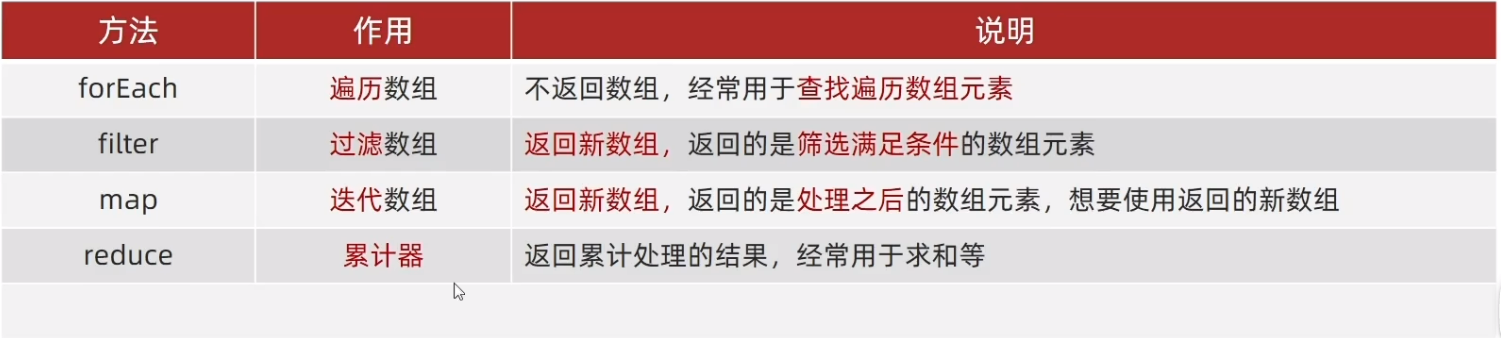 方法 作用 说明
forEach 遍历数组 不返回数组，经常用于查找遍历数组元素
filter 过滤数组 返回新数组，返回的是筛选满足条件的数组元素
map 迭代数组 返回新数组，返回的是处理之后的数组元素，想要使用返回的新数组
reduce 累计器 返回累计处理的结果，经常用于求和等